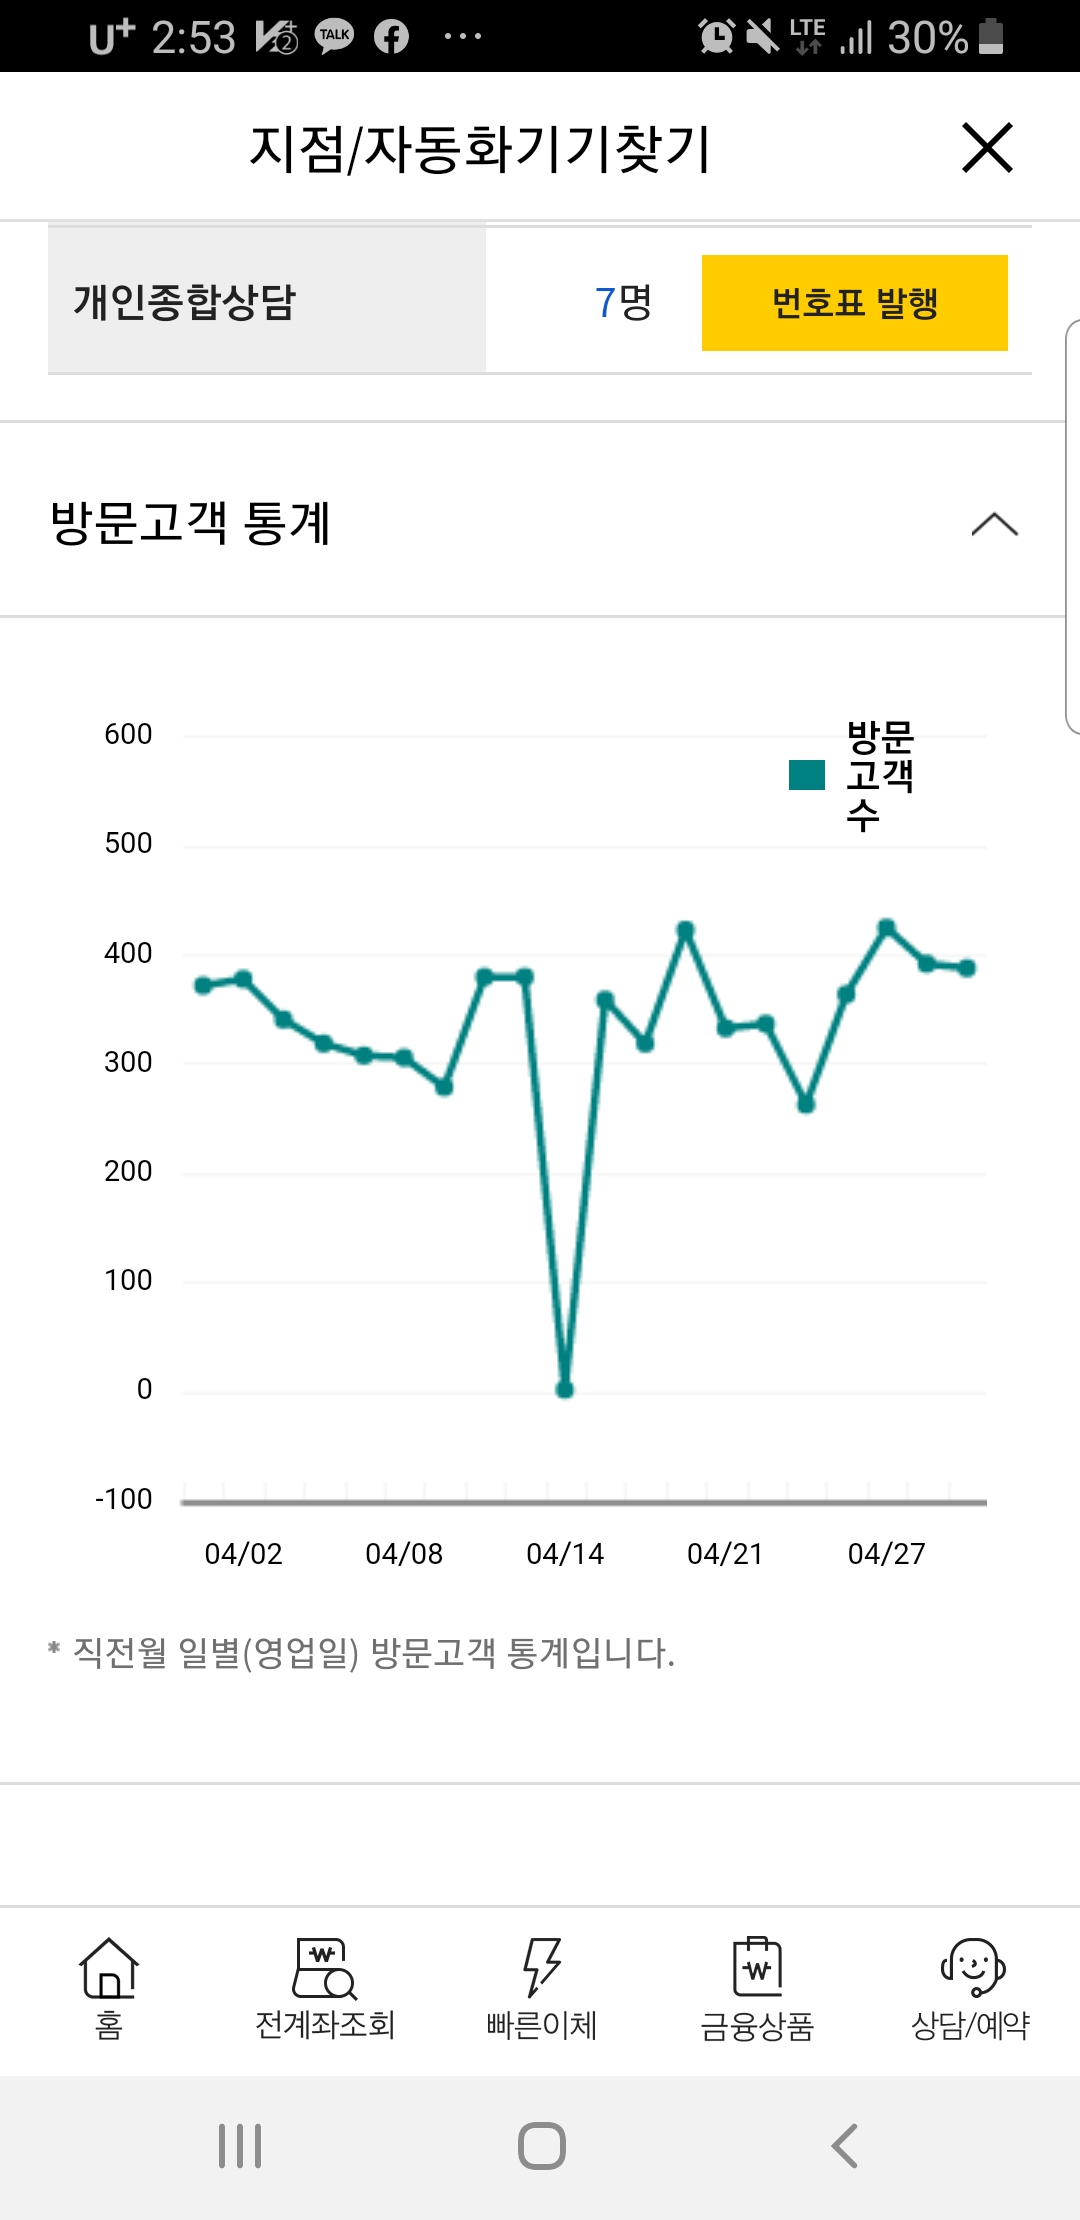 U+ 2:53 TALK ... LTE 30%
지점/자동화기기찾기
개인종합상담 7명 번호표 발행
방문고객 통계
방문
고객
수
600
500
400
300
200
100
0
-100
04/02 04/08 04/14 04/21 04/27
* 직전월 일별(영업일) 방문고객 통계입니다.
홈 전계좌조회 빠른이체 금융상품 상담/예약